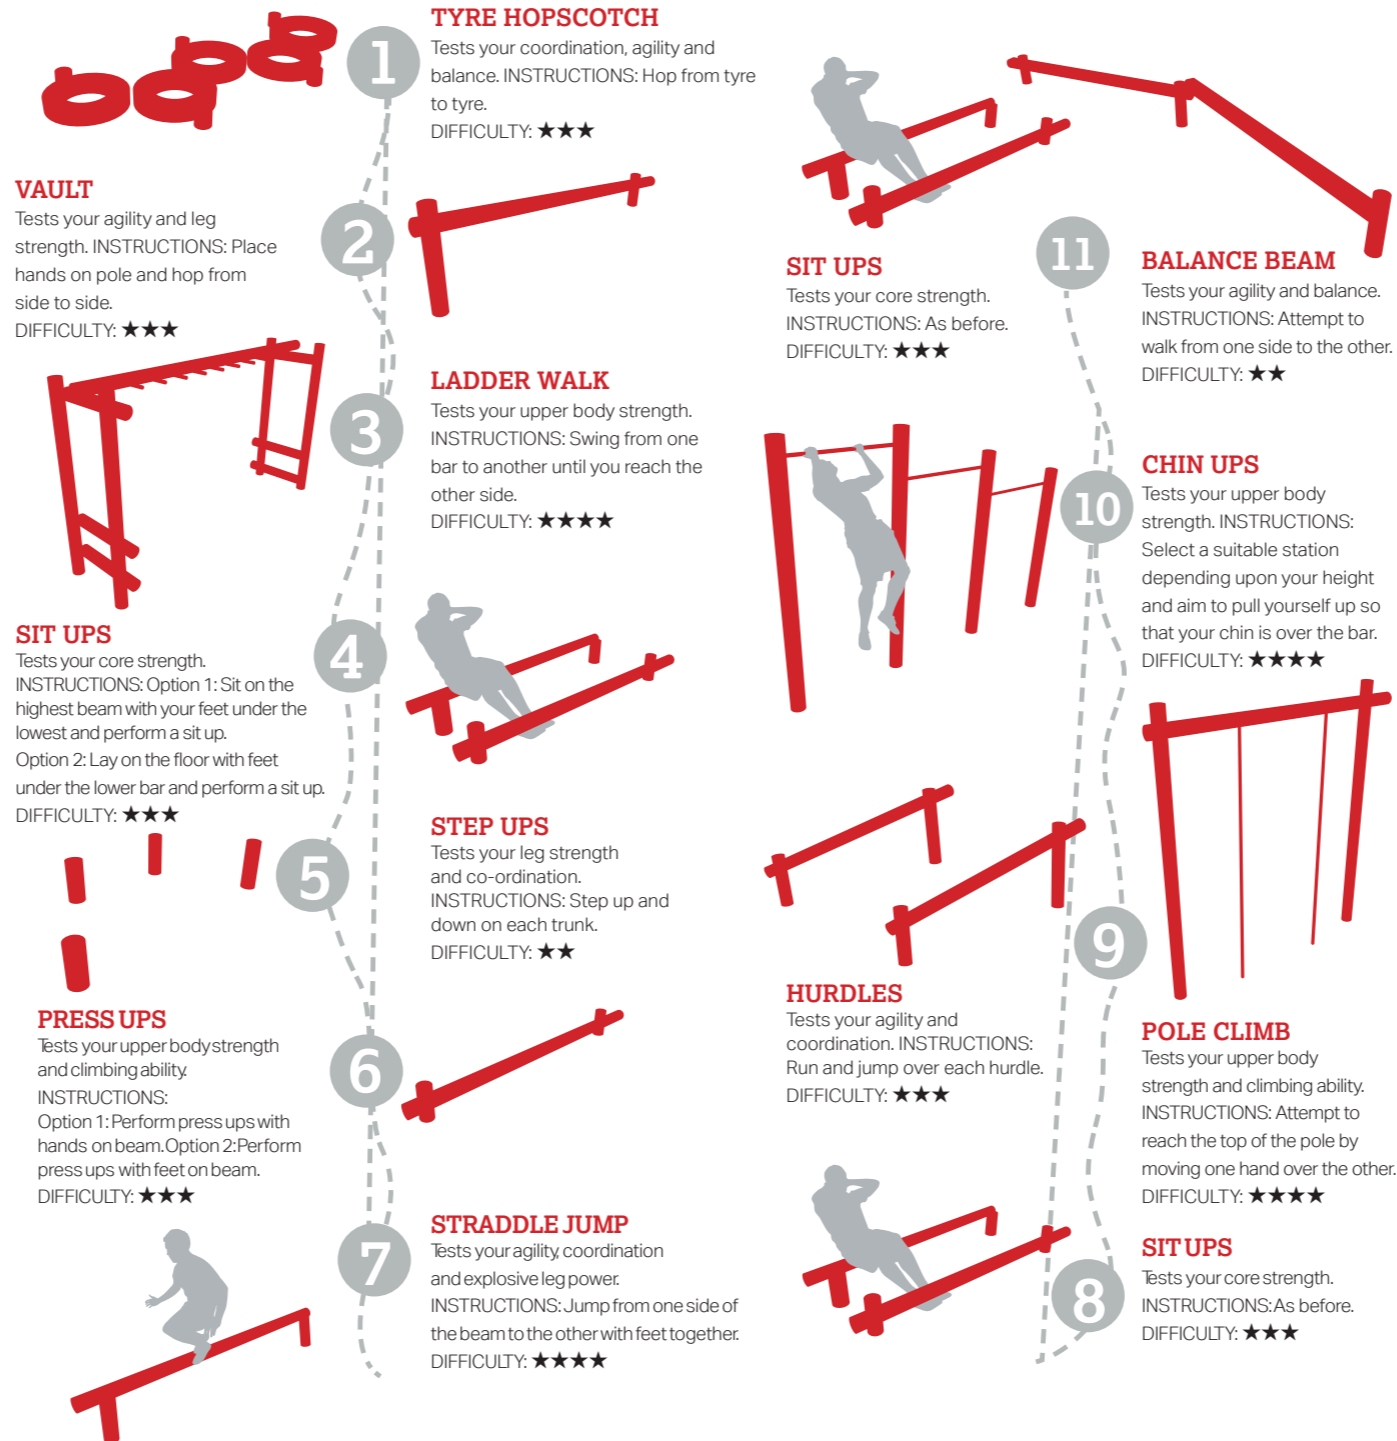 1
TYRE HOPSCOTCH
Tests your coordination, agility and
balance. INSTRUCTIONS: Hop from tyre
to tyre.
DIFFICULTY: ★★★
VAULT
Tests your agility and leg
strength. INSTRUCTIONS: Place
hands on pole and hop from
side to side.
DIFFICULTY: ★★★
2
3
LADDER WALK
Tests your upper body strength.
INSTRUCTIONS: Swing from one
bar to another until you reach the
other side.
DIFFICULTY: ★★★★
SIT UPS
Tests your core strength.
INSTRUCTIONS: Option 1: Sit on the
highest beam with your feet under the
lowest and perform a sit up.
Option 2: Lay on the floor with feet
under the lower bar and perform a sit up.
DIFFICULTY: ★★★
4
5
STEP UPS
Tests your leg strength
and co-ordination.
INSTRUCTIONS: Step up and
down on each trunk.
DIFFICULTY: ★★
PRESS UPS
Tests your upper body strength
and climbing ability.
INSTRUCTIONS:
Option 1: Perform press ups with
hands on beam. Option 2: Perform
press ups with feet on beam.
DIFFICULTY: ★★★
6
7
STRADDLE JUMP
Tests your agility, coordination
and explosive leg power.
INSTRUCTIONS: Jump from one side of
the beam to the other with feet together.
DIFFICULTY: ★★★★
SIT UPS
Tests your core strength.
INSTRUCTIONS: As before.
DIFFICULTY: ★★★
11
BALANCE BEAM
Tests your agility and balance.
INSTRUCTIONS: Attempt to
walk from one side to the other.
DIFFICULTY: ★★
10
CHIN UPS
Tests your upper body
strength. INSTRUCTIONS:
Select a suitable station
depending upon your height
and aim to pull yourself up so
that your chin is over the bar.
DIFFICULTY: ★★★★
HURDLES
Tests your agility and
coordination. INSTRUCTIONS:
Run and jump over each hurdle.
DIFFICULTY: ★★★
9
POLE CLIMB
Tests your upper body
strength and climbing ability.
INSTRUCTIONS: Attempt to
reach the top of the pole by
moving one hand over the other.
DIFFICULTY: ★★★★
8
SIT UPS
Tests your core strength.
INSTRUCTIONS: As before.
DIFFICULTY: ★★★